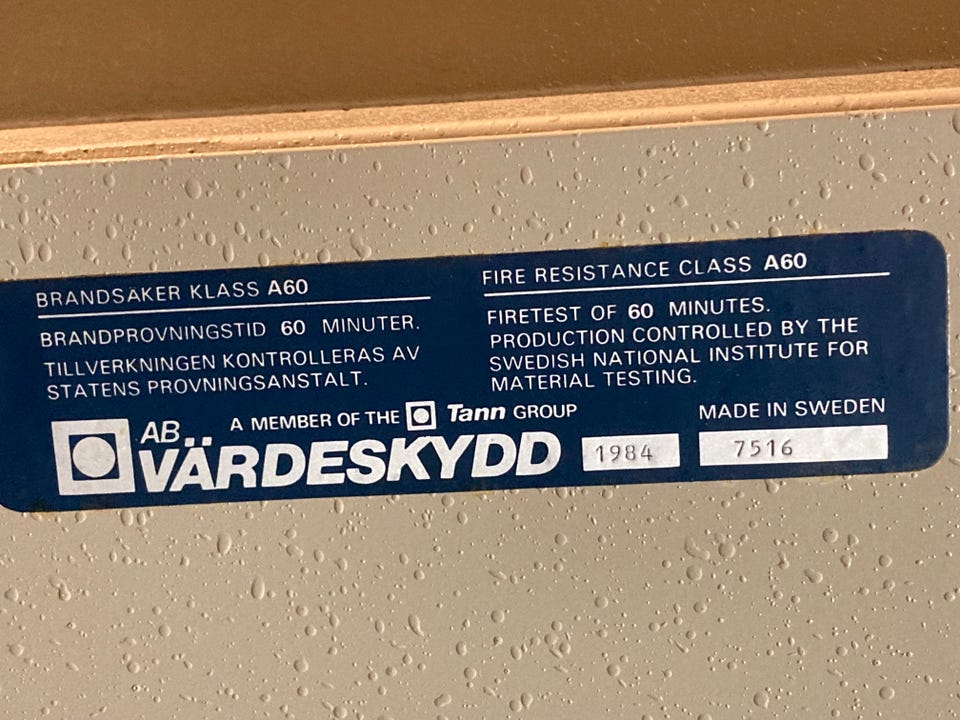 BRANDSÄKER KLASS A60
BRANDPROVNINGSTID 60 MINUTER.
TILLVERKNINGEN KONTROLLERAS AV
STATENS PROVNINGSANSTALT.
FIRE RESISTANCE CLASS A60
FIRETEST OF 60 MINUTES.
PRODUCTION CONTROLLED BY THE
SWEDISH NATIONAL INSTITUTE FOR
MATERIAL TESTING.
A MEMBER OF THE Tann GROUP
AB
VÄRDESKYDD
1984
MADE IN SWEDEN
7516